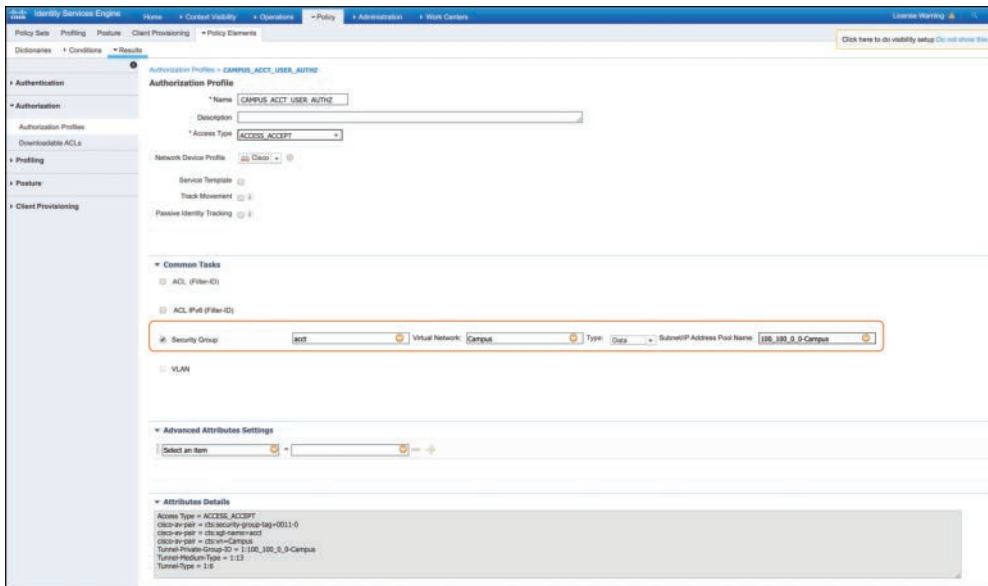 cisco Identity Services Engine Home Context Visibility Operations Policy Administration Work Centers License Warning
Policy Sets Profiling Posture Client Provisioning Policy Elements
Click here to do visibility setup Do not show this
Dictionaries Conditions Results
Authentication
Authorization
Authorization Profiles
Downloadable ACLs
Profiling
Posture
Client Provisioning
Authorization Profiles > CAMPUS_ACCT_USER_AUTHZ
Authorization Profile
* Name CAMPUS_ACCT_USER_AUTHZ
Description
* Access Type ACCESS_ACCEPT
Network Device Profile Cisco
Service Template
Track Movement
Passive Identity Tracking
Common Tasks
ACL (Filter-ID)
ACL IPv6 (Filter-ID)
Security Group acct Virtual Network: Campus Type: Data Subnet/IP Address Pool Name: 100_100_0_0-Campus
VLAN
Advanced Attributes Settings
Select an item =
Attributes Details
Access Type = ACCESS_ACCEPT
cisco-av-pair = cts:security-group-tag=0011-0
cisco-av-pair = cts:sgt-name=acct
cisco-av-pair = cts:vn=Campus
Tunnel-Private-Group-ID = 1:100_100_0_0-Campus
Tunnel-Medium-Type = 1:13
Tunnel-Type = 1:6